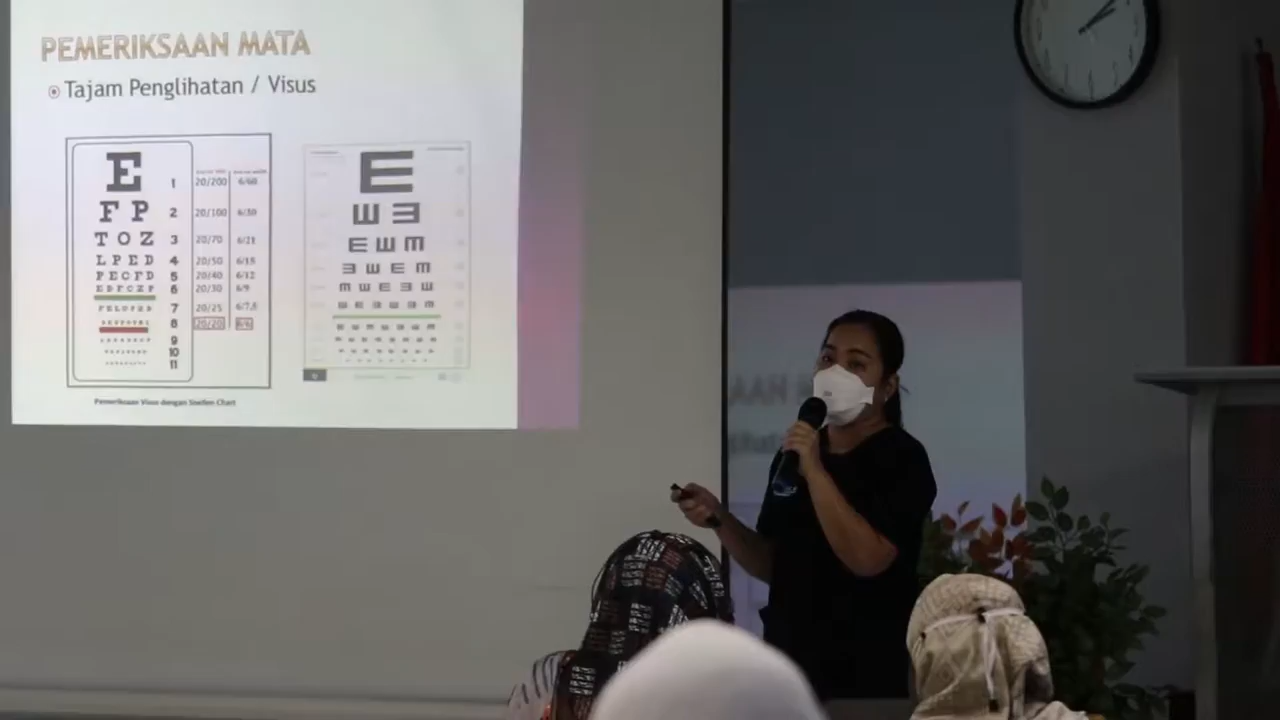 PEMERIKSAAN MATA
Tajam Penglihatan / Visus
E 1 20/200 6/60
F P 2 20/100 6/30
T O Z 3 20/70 6/21
L P E D 4 20/50 6/15
P E C F D 5 20/40 6/12
E D F C Z P 6 20/30 6/9
F E L O P Z D 7 20/25 6/7.5
8 20/20 6/6
9
10
11
E
Pemeriksaan Visus dengan Snellen Chart